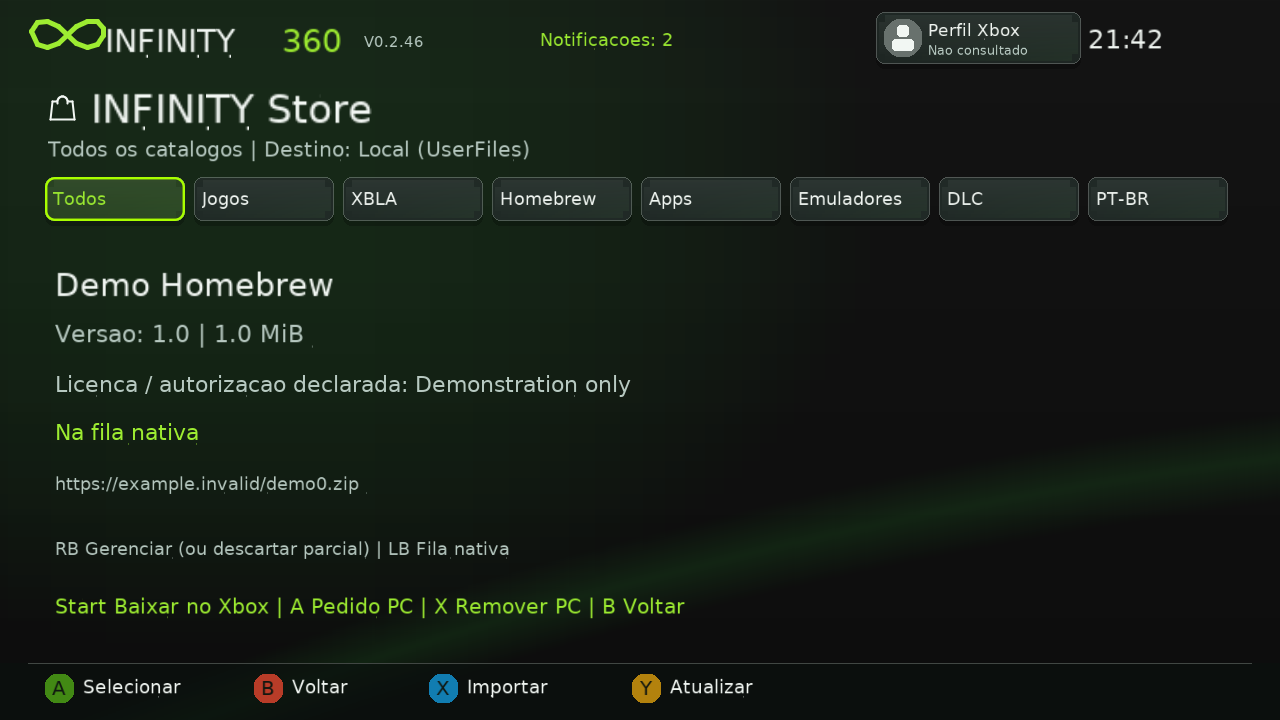 INFINITY 360 V0.2.46 Notificacoes: 2 Perfil Xbox 21:42
Nao consultado
INFINITY Store
Todos os catalogos | Destino: Local (UserFiles)
Todos Jogos XBLA Homebrew Apps Emuladores DLC PT-BR
Demo Homebrew
Versao: 1.0 | 1.0 MiB
Licenca / autorizacao declarada: Demonstration only
Na fila nativa
https://example.invalid/demo0.zip
RB Gerenciar (ou descartar parcial) | LB Fila nativa
Start Baixar no Xbox | A Pedido PC | X Remover PC | B Voltar
A Selecionar B Voltar X Importar Y Atualizar